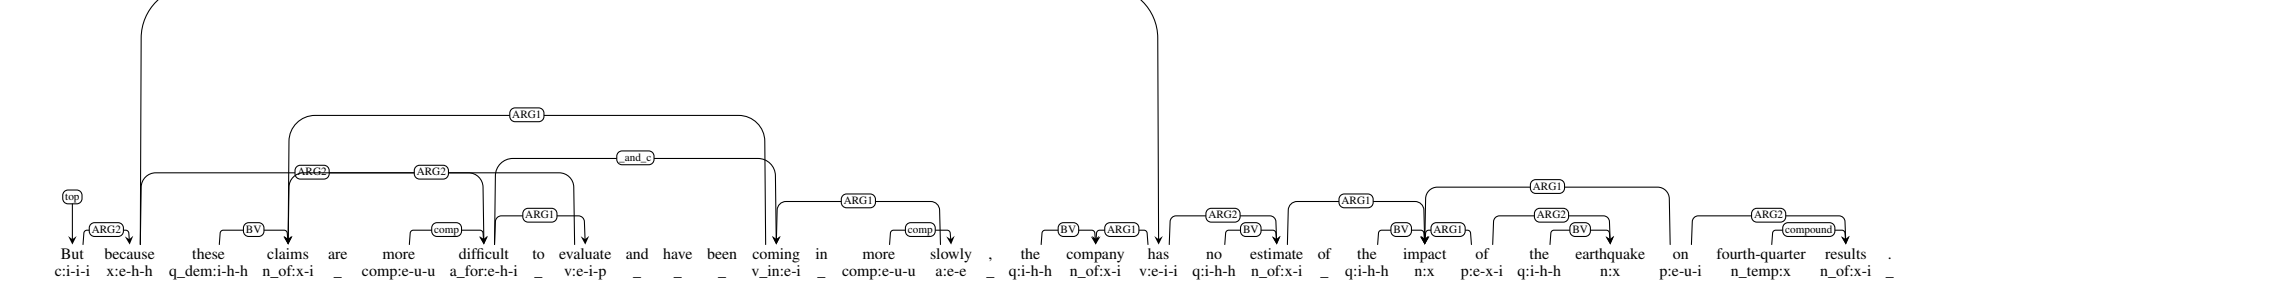 ARG1
_and_c
ARG2 ARG2
top ARG1 ARG1
ARG1 ARG2 ARG1 ARG2 ARG2
ARG2 BV comp comp BV ARG1 BV BV ARG1 BV compound
But because these claims are more difficult to evaluate and have been coming in more slowly , the company has no estimate of the impact of the earthquake on fourth-quarter results .
c:i-i-i x:e-h-h q_dem:i-h-h n_of:x-i _ comp:e-u-u a_for:e-h-i _ v:e-i-p _ _ _ v_in:e-i _ comp:e-u-u a:e-e _ q:i-h-h n_of:x-i v:e-i-i q:i-h-h n_of:x-i _ q:i-h-h n:x p:e-x-i q:i-h-h n:x p:e-u-i n_temp:x n_of:x-i _